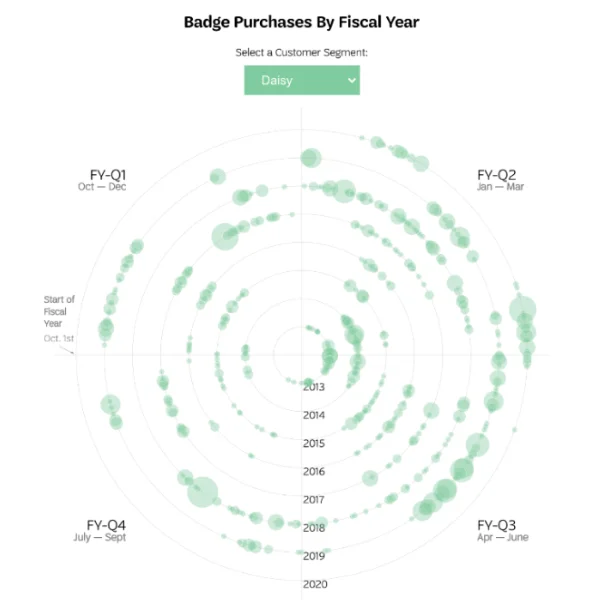 Badge Purchases By Fiscal Year
Select a Customer Segment:
Daisy
FY-Q1
Oct — Dec
FY-Q2
Jan — Mar
Start of
Fiscal
Year
Oct. 1st
2013
2014
2015
2016
2017
2018
2019
2020
FY-Q4
July — Sept
FY-Q3
Apr — June